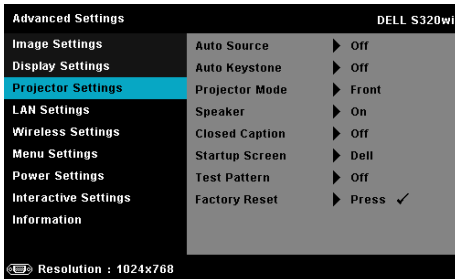 Advanced Settings DELL S320wi
Image Settings Auto Source Off
Display Settings Auto Keystone Off
Projector Settings Projector Mode Front
LAN Settings Speaker On
Wireless Settings Closed Caption Off
Menu Settings Startup Screen Dell
Power Settings Test Pattern Off
Interactive Settings Factory Reset Press ✓
Information
Resolution : 1024x768